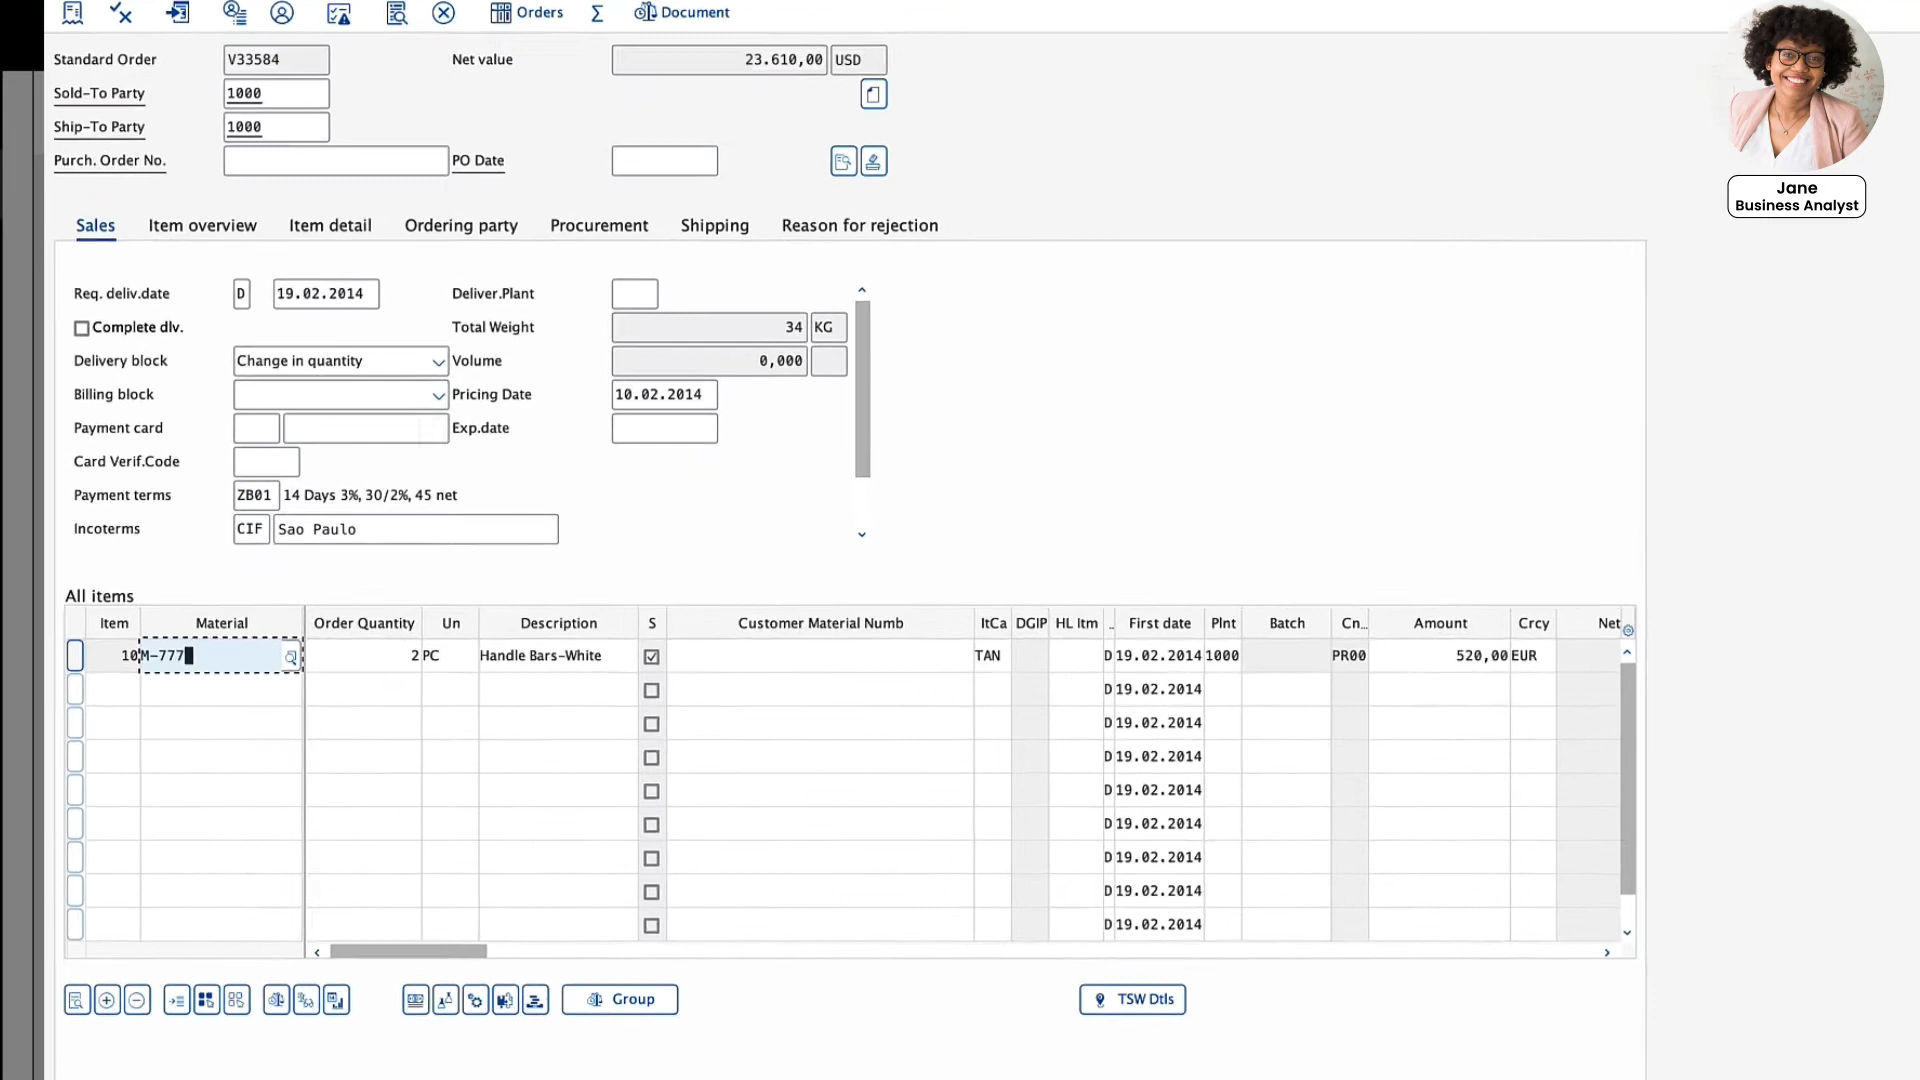 Orders Σ Document
Standard Order V33584 Net value 23.610,00 USD
Sold-To Party 1000
Ship-To Party 1000
Purch. Order No. PO Date
Jane
Business Analyst
Sales Item overview Item detail Ordering party Procurement Shipping Reason for rejection
Req. deliv.date D 19.02.2014 Deliver.Plant
Complete dlv. Total Weight 34 KG
Delivery block Change in quantity Volume 0,000
Billing block Pricing Date 10.02.2014
Payment card Exp.date
Card Verif.Code
Payment terms ZB01 14 Days 3%, 30/2%, 45 net
Incoterms CIF Sao Paulo
All items
Item Material Order Quantity Un Description S Customer Material Numb ItCa DGIP HL Itm .. First date Plnt Batch Cn... Amount Crcy Net
10 M-777 2 PC Handle Bars-White TAN D 19.02.2014 1000 PR00 520,00 EUR
D 19.02.2014
D 19.02.2014
D 19.02.2014
D 19.02.2014
D 19.02.2014
D 19.02.2014
D 19.02.2014
D 19.02.2014
Group TSW Dtls